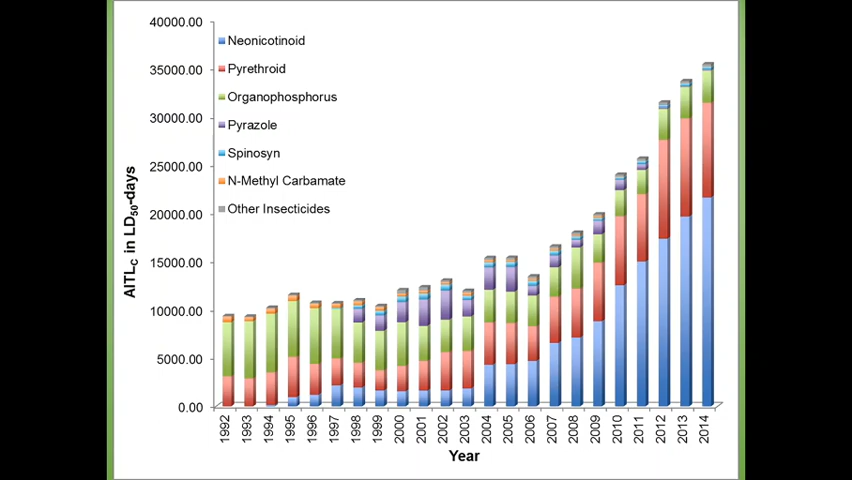 40000.00
35000.00
30000.00
25000.00
20000.00
15000.00
10000.00
5000.00
0.00
AITLC in LD50-days
Neonicotinoid
Pyrethroid
Organophosphorus
Pyrazole
Spinosyn
N-Methyl Carbamate
Other Insecticides
1992 1993 1994 1995 1996 1997 1998 1999 2000 2001 2002 2003 2004 2005 2006 2007 2008 2009 2010 2011 2012 2013 2014
Year